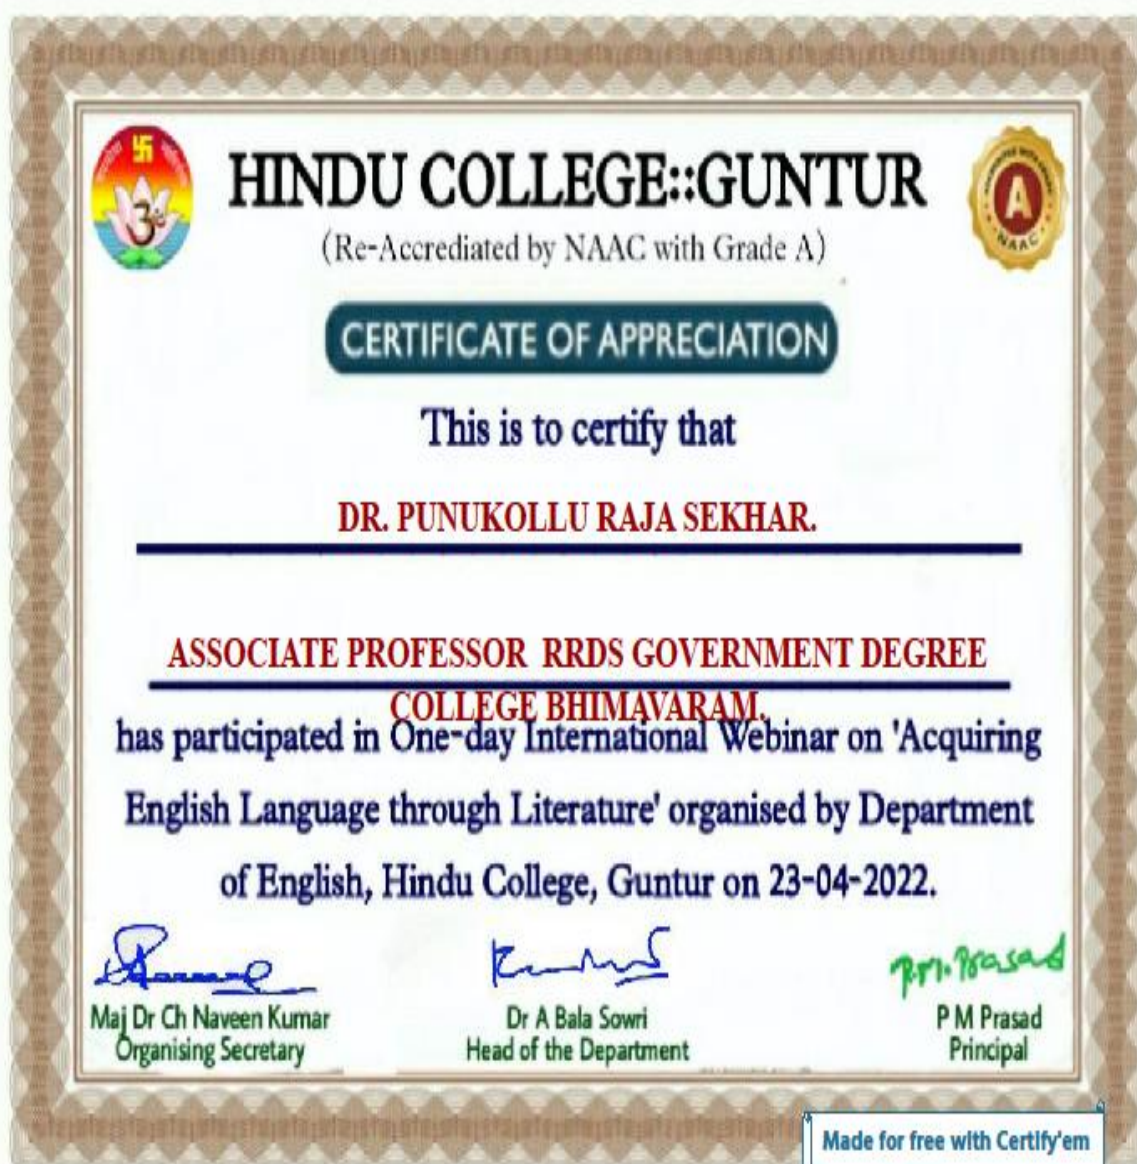 HINDU COLLEGE::GUNTUR
(Re-Accrediated by NAAC with Grade A)
A
NAAC
CERTIFICATE OF APPRECIATION
This is to certify that
DR. PUNUKOLLU RAJA SEKHAR.
ASSOCIATE PROFESSOR RRDS GOVERNMENT DEGREE
COLLEGE BHIMAVARAM.
has participated in One-day International Webinar on 'Acquiring
English Language through Literature' organised by Department
of English, Hindu College, Guntur on 23-04-2022.
P.M. Prasad
Maj Dr Ch Naveen Kumar
Organising Secretary
Dr A Bala Sowri
Head of the Department
P M Prasad
Principal
Made for free with Certify'em